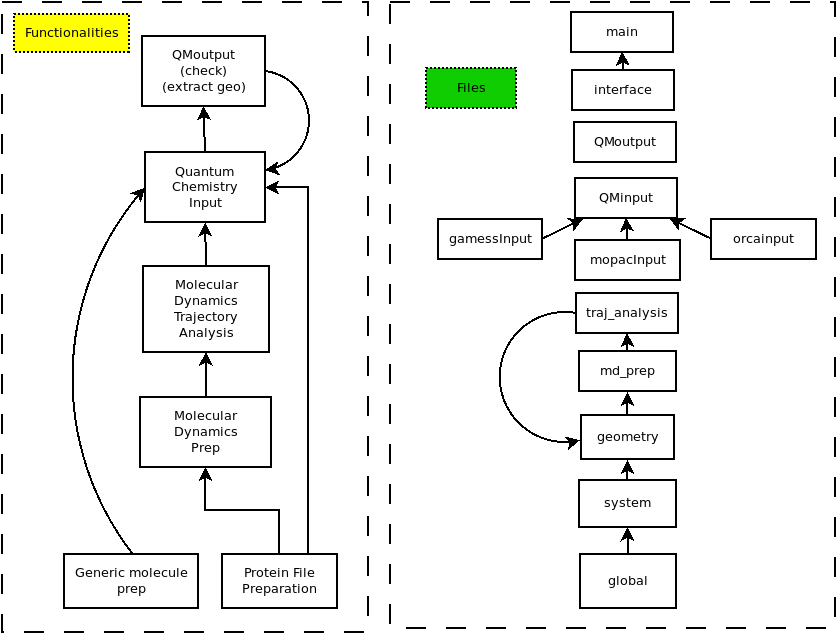 Functionalities
QMoutput
(check)
(extract geo)
Quantum
Chemistry
Input
Molecular
Dynamics
Trajectory
Analysis
Molecular
Dynamics
Prep
Generic molecule
prep
Protein File
Preparation
main
Files
interface
QMoutput
QMinput
gamessInput
orcainput
mopacInput
traj_analysis
md_prep
geometry
system
global